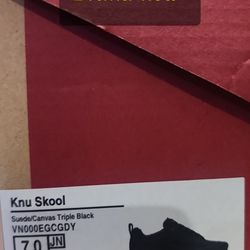 Knu Skool
Suede/Canvas Triple Black
VN000EGCGDY
7.0 JN